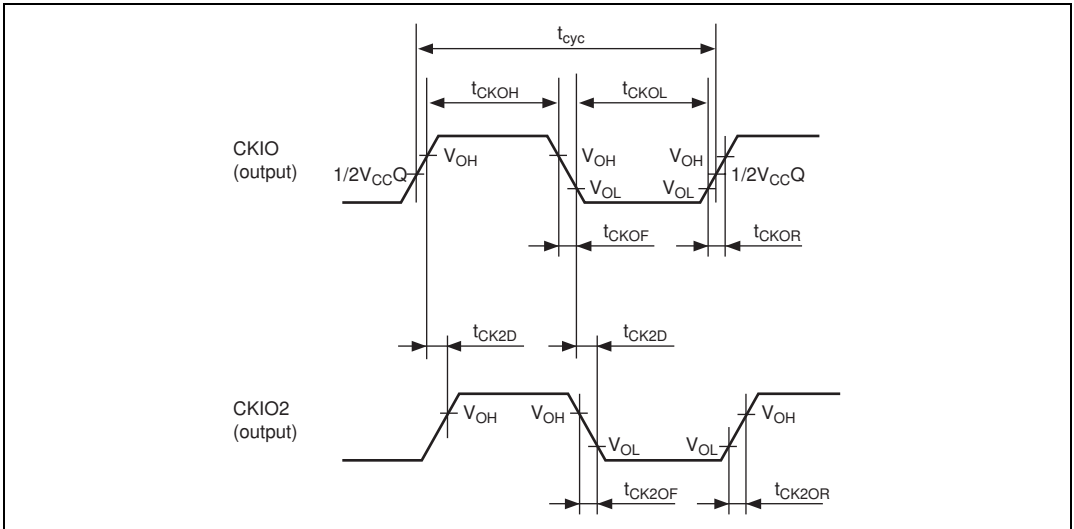 tcyc
tCKOH tCKOL
CKIO
(output)
VOH VOH VOH
1/2VCCQ 1/2VCCQ
VOL VOL
tCKOF tCKOR
tCK2D tCK2D
CKIO2
(output)
VOH VOH VOH
VOL VOL
tCK2OF tCK2OR